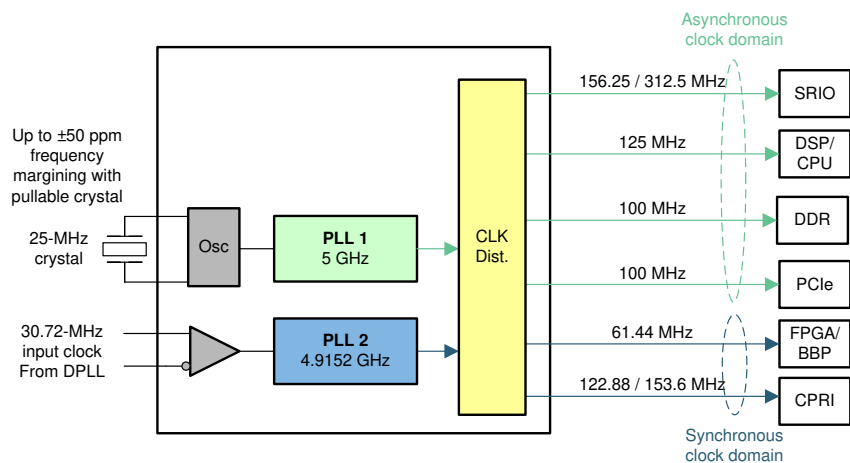 Asynchronous
clock domain
156.25 / 312.5 MHz
SRIO
Up to ±50 ppm
frequency
margining with
pullable crystal
125 MHz
DSP/
CPU
25-MHz
crystal
Osc
PLL 1
5 GHz
CLK
Dist.
100 MHz
DDR
100 MHz
PCIe
30.72-MHz
input clock
From DPLL
PLL 2
4.9152 GHz
61.44 MHz
FPGA/
BBP
122.88 / 153.6 MHz
CPRI
Synchronous
clock domain